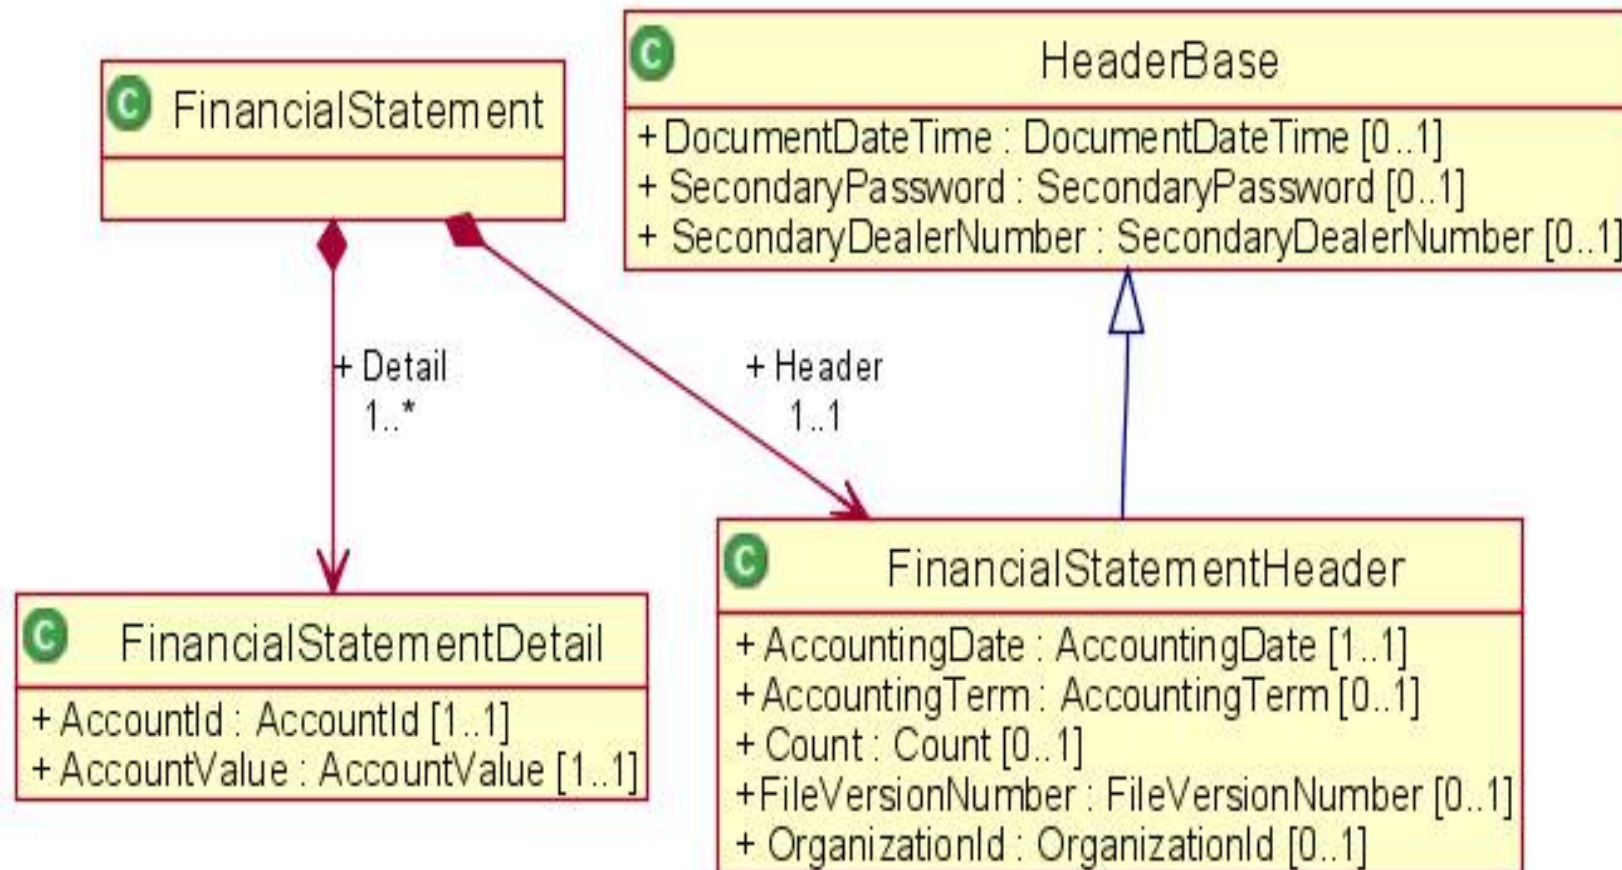 C FinancialStatement
C HeaderBase
+ DocumentDateTime : DocumentDateTime [0..1]
+ SecondaryPassword : SecondaryPassword [0..1]
+ SecondaryDealerNumber : SecondaryDealerNumber [0..1]
+ Detail
1..*
+ Header
1..1
C FinancialStatementDetail
+ AccountId : AccountId [1..1]
+ AccountValue : AccountValue [1..1]
C FinancialStatementHeader
+ AccountingDate : AccountingDate [1..1]
+ AccountingTerm : AccountingTerm [0..1]
+ Count : Count [0..1]
+ FileVersionNumber : FileVersionNumber [0..1]
+ OrganizationId : OrganizationId [0..1]